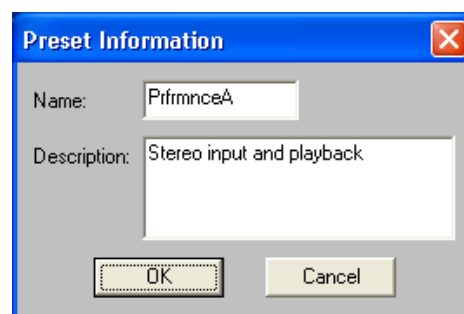 Preset Information
Name: PrfrmnceA
Description: Stereo input and playback
OK Cancel